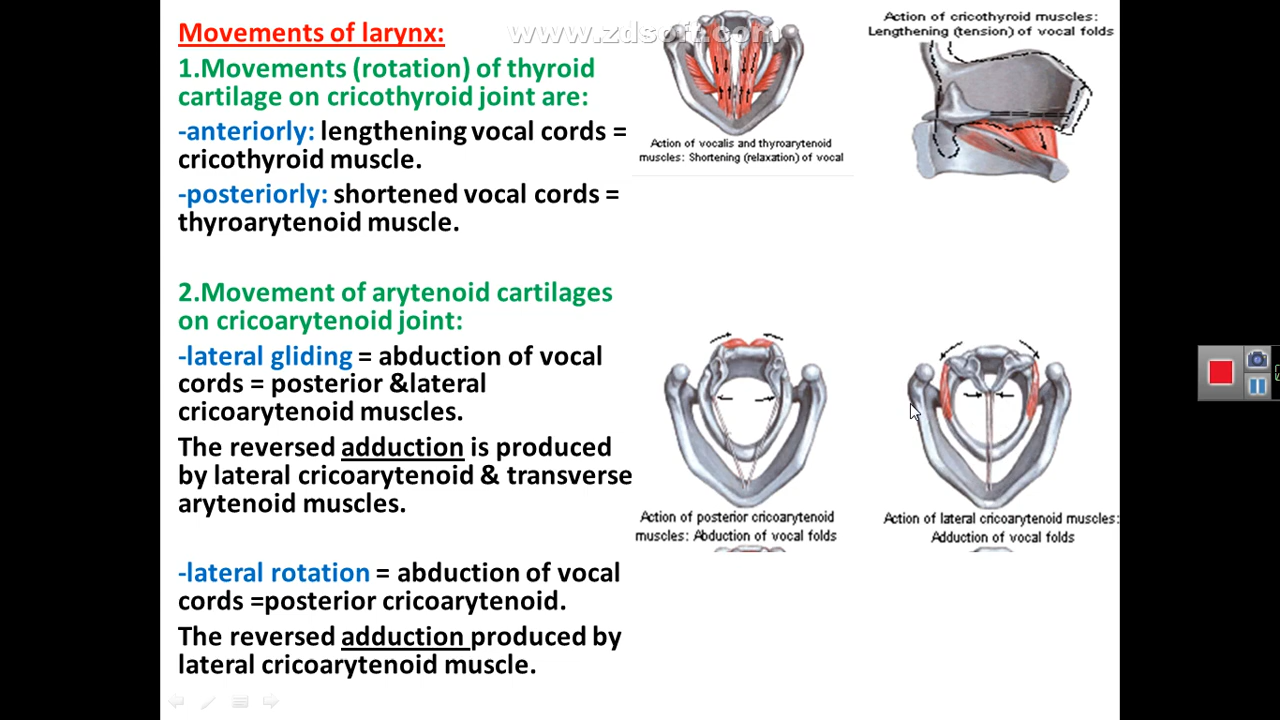 www.zdsoft.com
Movements of larynx:
1.Movements (rotation) of thyroid
cartilage on cricothyroid joint are:
-anteriorly: lengthening vocal cords =
cricothyroid muscle.
-posteriorly: shortened vocal cords =
thyroarytenoid muscle.
2.Movement of arytenoid cartilages
on cricoarytenoid joint:
-lateral gliding = abduction of vocal
cords = posterior &lateral
cricoarytenoid muscles.
The reversed adduction is produced
by lateral cricoarytenoid & transverse
arytenoid muscles.
-lateral rotation = abduction of vocal
cords =posterior cricoarytenoid.
The reversed adduction produced by
lateral cricoarytenoid muscle.
Action of vocalis and thyroarytenoid
muscles: Shortening (relaxation) of vocal
Action of cricothyroid muscles:
Lengthening (tension) of vocal folds
Action of posterior cricoarytenoid
muscles: Abduction of vocal folds
Action of lateral cricoarytenoid muscles:
Adduction of vocal folds